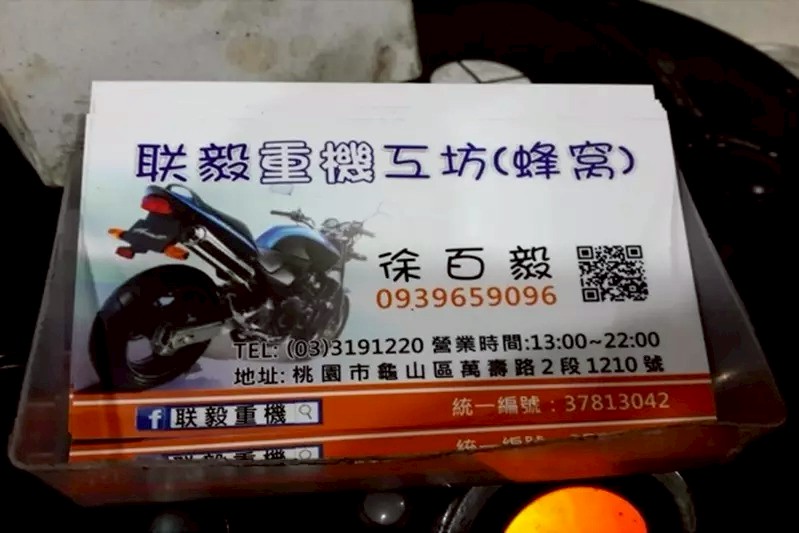 联毅重機工坊(蜂窝)
徐百毅
0939659096
TEL: (03)3191220 營業時間:13:00~22:00
地址: 桃園市龜山區萬壽路2段1210號
f 联毅重機
統一編號：37813042